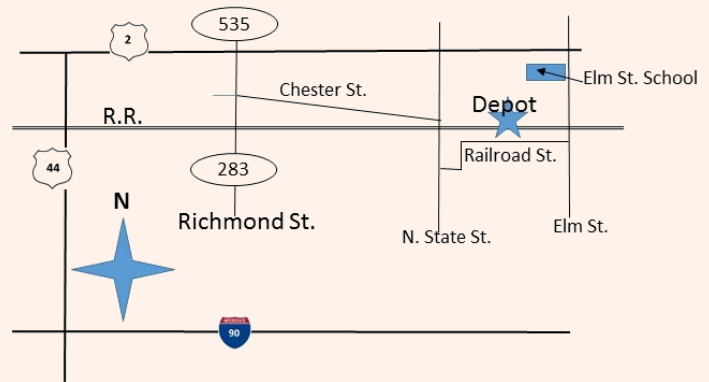 535
2
Elm St. School
Chester St.
Depot
R.R.
Railroad St.
44
283
N
Richmond St.
Elm St.
N. State St.
INTERSTATE
90